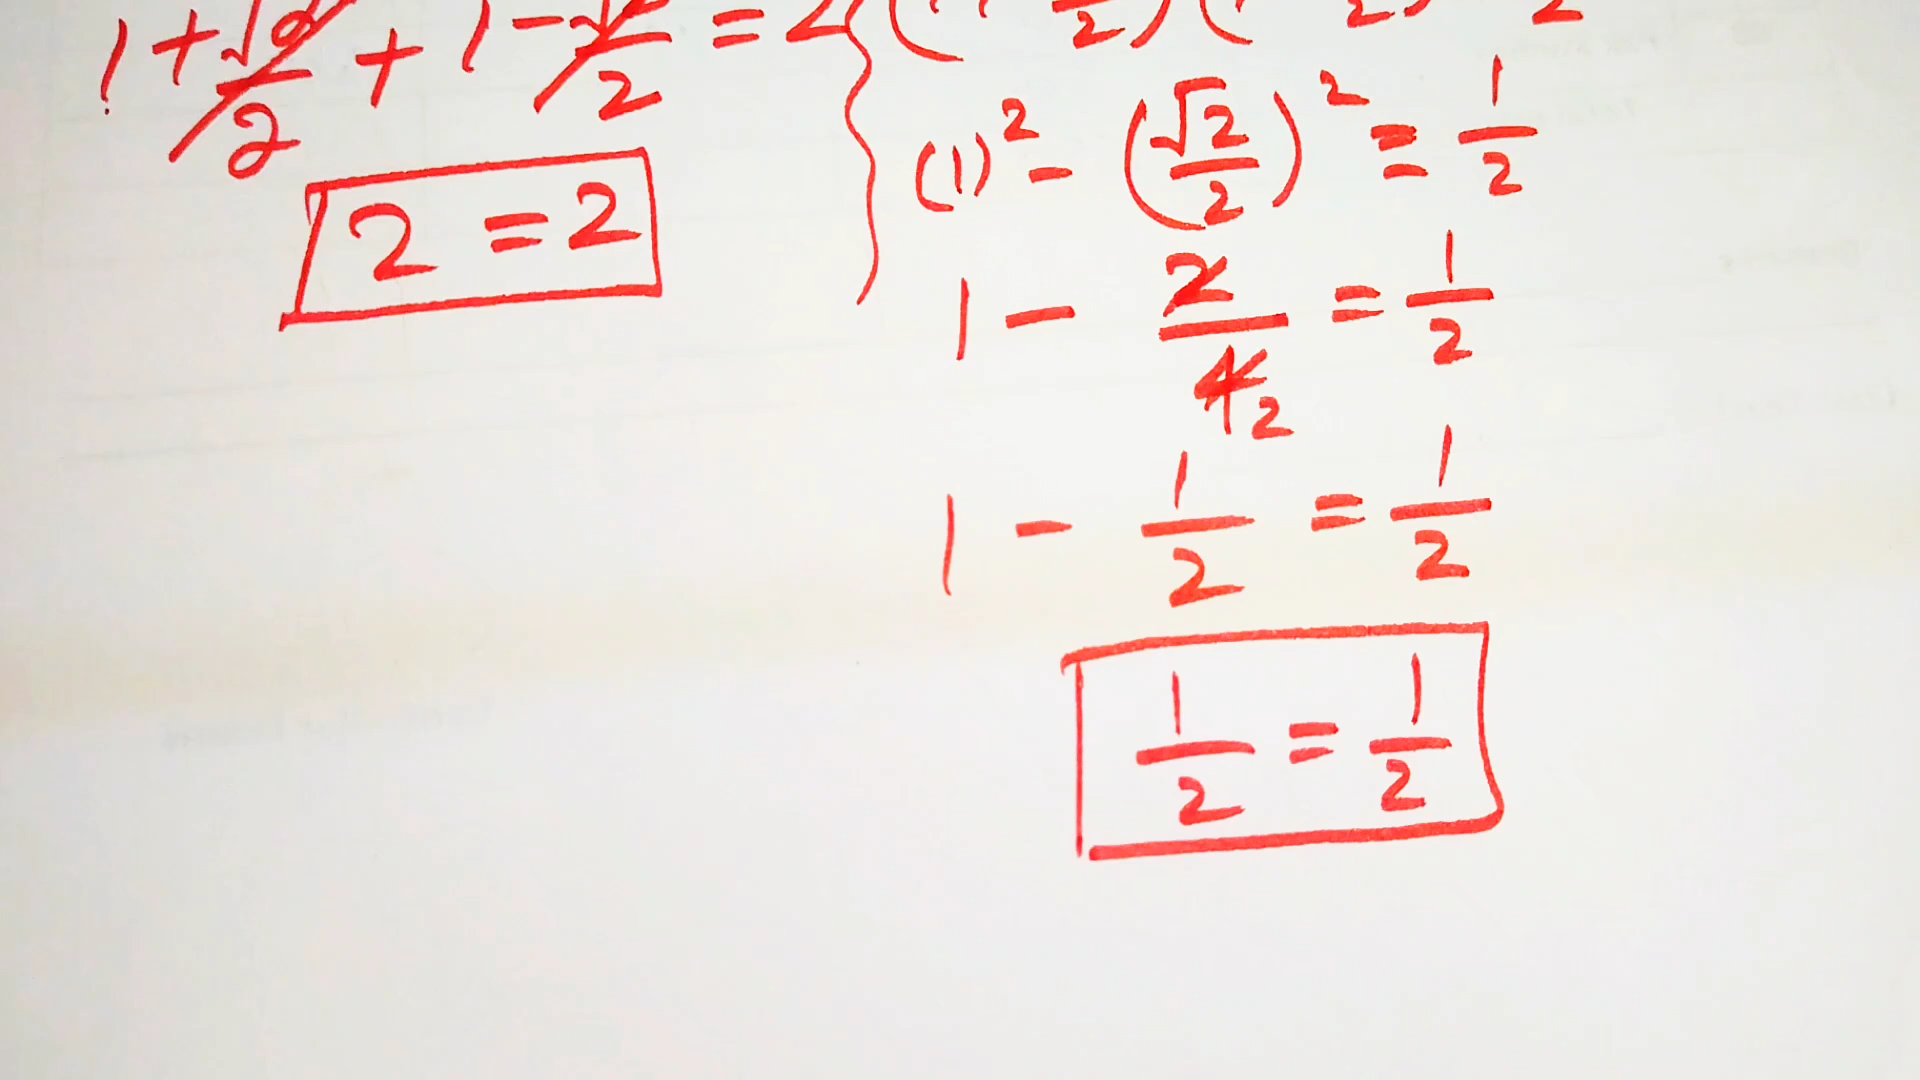 1 + √2/2 + 1 - √2/2 = 2
2 = 2
(1)² - (√2/2)² = 1/2
1 - 2/4 2 = 1/2
1 - 1/2 = 1/2
1/2 = 1/2